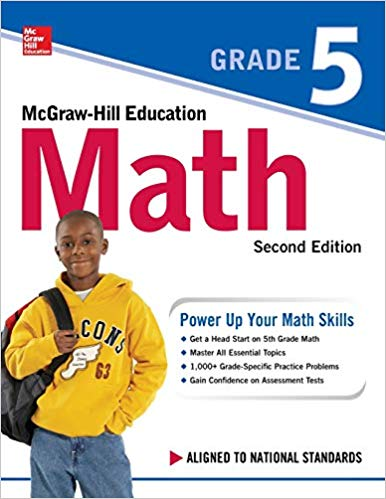 Mc
Graw
Hill
Education
GRADE 5
McGraw-Hill Education
Math
Second Edition
Power Up Your Math Skills
• Get a Head Start on 5th Grade Math
• Master All Essential Topics
• 1,000+ Grade-Specific Practice Problems
• Gain Confidence on Assessment Tests
CONS
63
ALIGNED TO NATIONAL STANDARDS